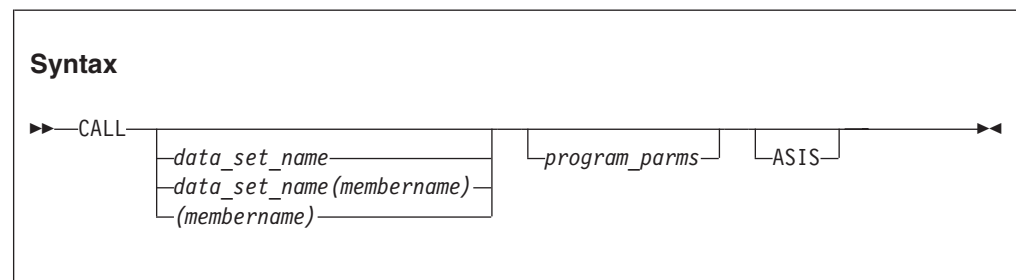 Syntax
CALL
data_set_name program_parms ASIS
data_set_name(membername)
(membername)